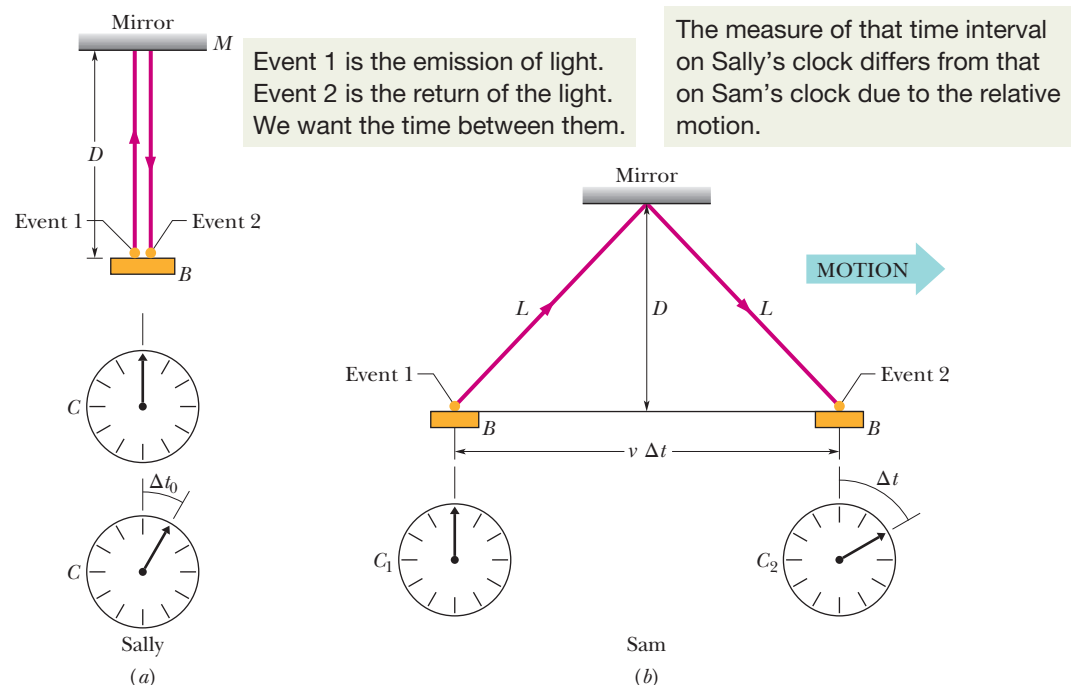 Mirror
M
Event 1 is the emission of light.
Event 2 is the return of the light.
We want the time between them.
The measure of that time interval
on Sally's clock differs from that
on Sam's clock due to the relative
motion.
D
Event 1
Event 2
B
Mirror
MOTION
L
D
L
Event 1
Event 2
B
B
v Δt
C
Δt₀
C
Sally
(a)
C₁
Δt
C₂
Sam
(b)